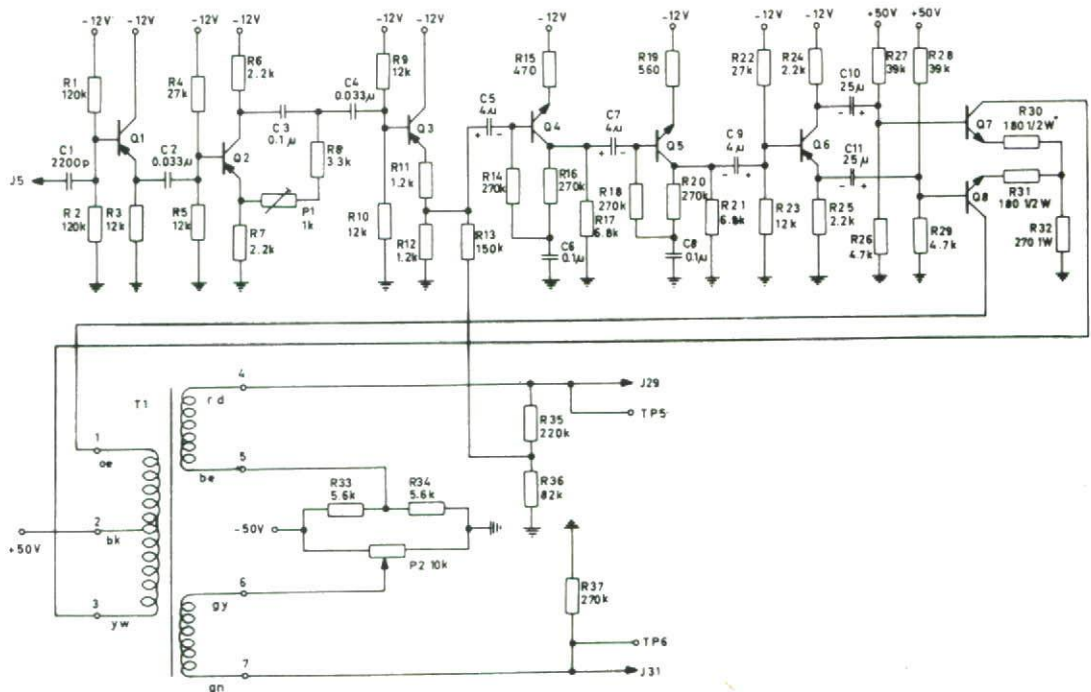 -12V -12V -12V -12V -12V -12V -12V -12V -12V -12V +50V +50V
R1 120k
R4 27k
R6 2.2k
R9 12k
R15 470
R19 560
R22 27k
R24 2.2k
C10 25µ
R27 39k
R28 39k
C4 0.033µ
C3 0.1µ
C5 4µ + -
C7 4µ + -
C9 4µ - +
- +
Q1
Q2
Q3
Q4
Q5
Q6
Q7
R30 180 1/2W
C1 2200p
C2 0.033µ
R8 3.3k
R11 1.2k
C11 25µ
- +
J5
P1 1k
R14 270k
R16 270k
R18 270k
R20 270k
Q8
R31 180 1/2W
R2 120k
R3 12k
R5 12k
R7 2.2k
R10 12k
R12 1.2k
R13 150k
R17 6.8k
R21 6.8k
R23 12k
R25 2.2k
R26 4.7k
R29 4.7k
R32 270 1W
C6 0.1µ
C8 0.1µ
T1
4
rd
J29
TP5
R35 220k
1
oe
5
be
R36 82k
R33 5.6k
R34 5.6k
-50V
+50V
2
bk
P2 10k
6
gy
R37 270k
3
yw
TP6
7
gn
J31